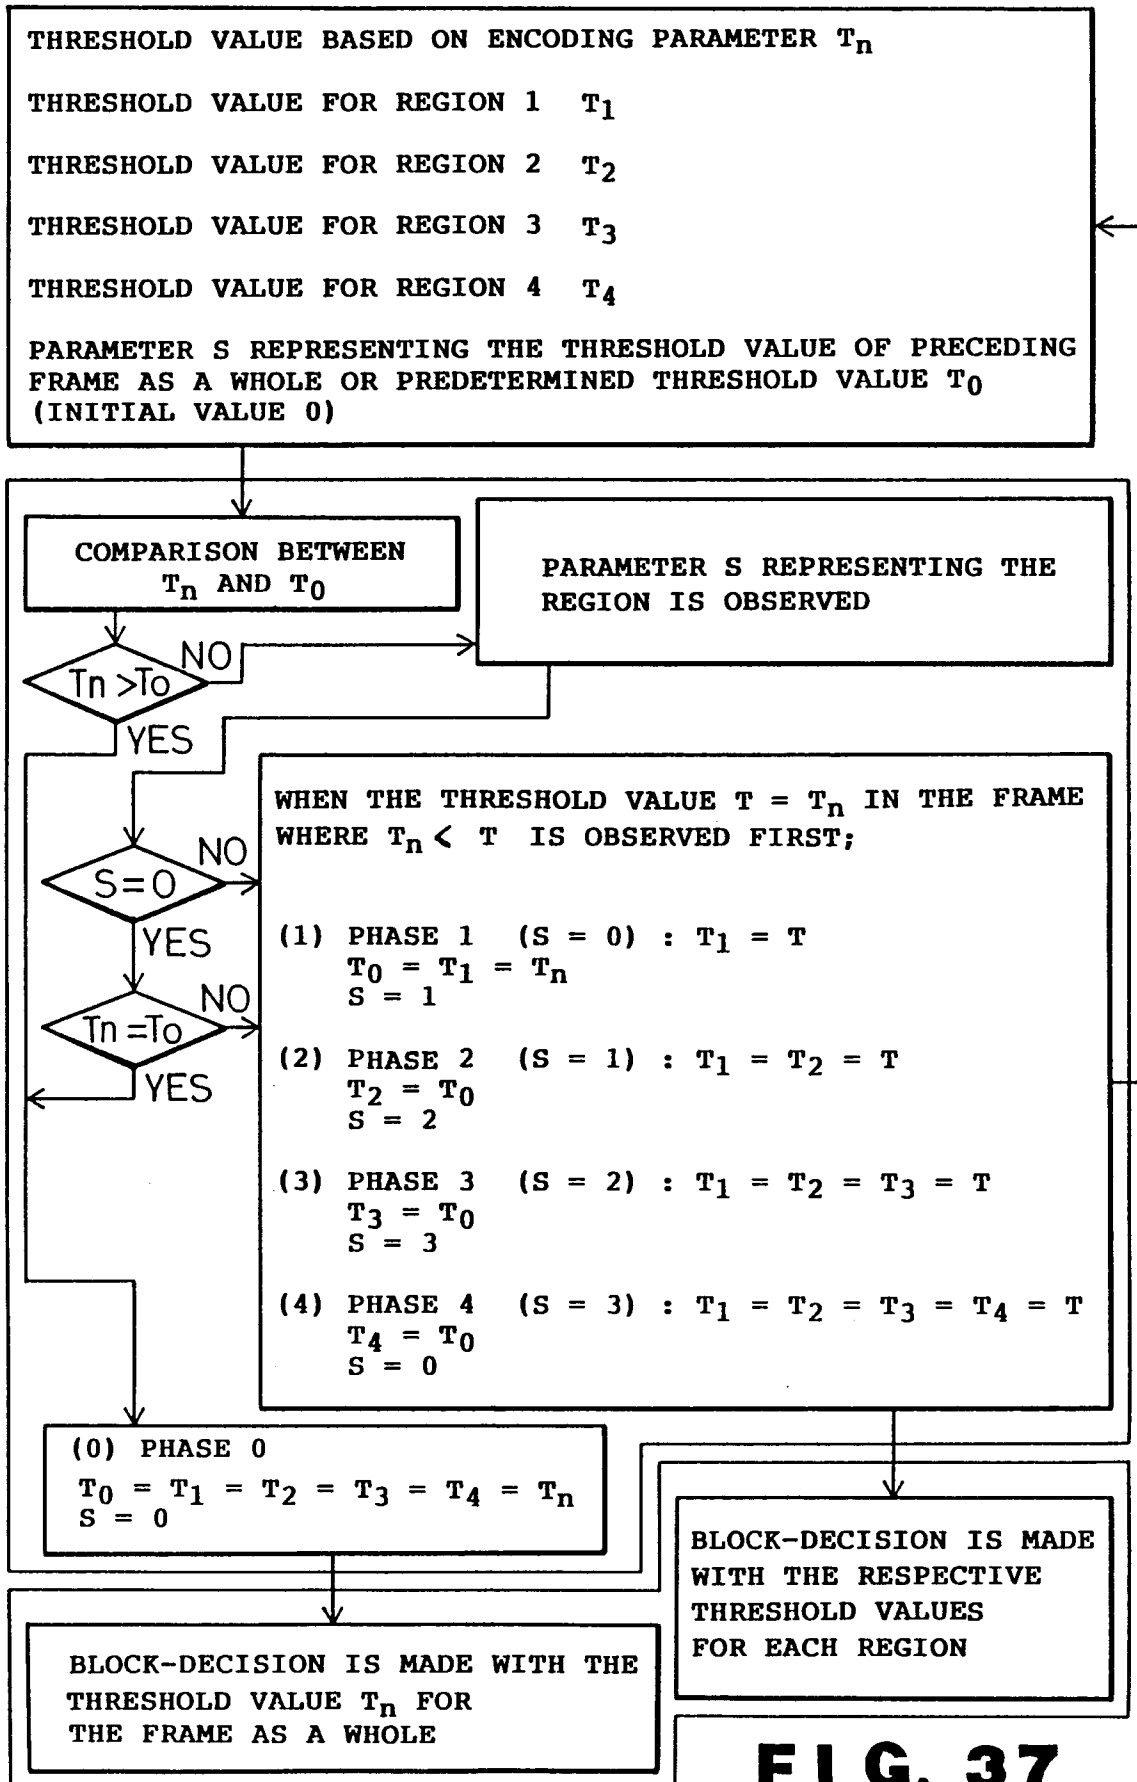 THRESHOLD VALUE BASED ON ENCODING PARAMETER Tn
THRESHOLD VALUE FOR REGION 1 T1
THRESHOLD VALUE FOR REGION 2 T2
THRESHOLD VALUE FOR REGION 3 T3
THRESHOLD VALUE FOR REGION 4 T4
PARAMETER S REPRESENTING THE THRESHOLD VALUE OF PRECEDING
FRAME AS A WHOLE OR PREDETERMINED THRESHOLD VALUE T0
(INITIAL VALUE 0)
COMPARISON BETWEEN
Tn AND T0
PARAMETER S REPRESENTING THE
REGION IS OBSERVED
Tn >To
NO
YES
S=0
NO
YES
Tn =To
NO
YES
WHEN THE THRESHOLD VALUE T = Tn IN THE FRAME
WHERE Tn < T IS OBSERVED FIRST;
(1) PHASE 1 (S = 0) : T1 = T
T0 = T1 = Tn
S = 1
(2) PHASE 2 (S = 1) : T1 = T2 = T
T2 = T0
S = 2
(3) PHASE 3 (S = 2) : T1 = T2 = T3 = T
T3 = T0
S = 3
(4) PHASE 4 (S = 3) : T1 = T2 = T3 = T4 = T
T4 = T0
S = 0
(0) PHASE 0
T0 = T1 = T2 = T3 = T4 = Tn
S = 0
BLOCK-DECISION IS MADE
WITH THE RESPECTIVE
THRESHOLD VALUES
FOR EACH REGION
BLOCK-DECISION IS MADE WITH THE
THRESHOLD VALUE Tn FOR
THE FRAME AS A WHOLE
FIG. 37